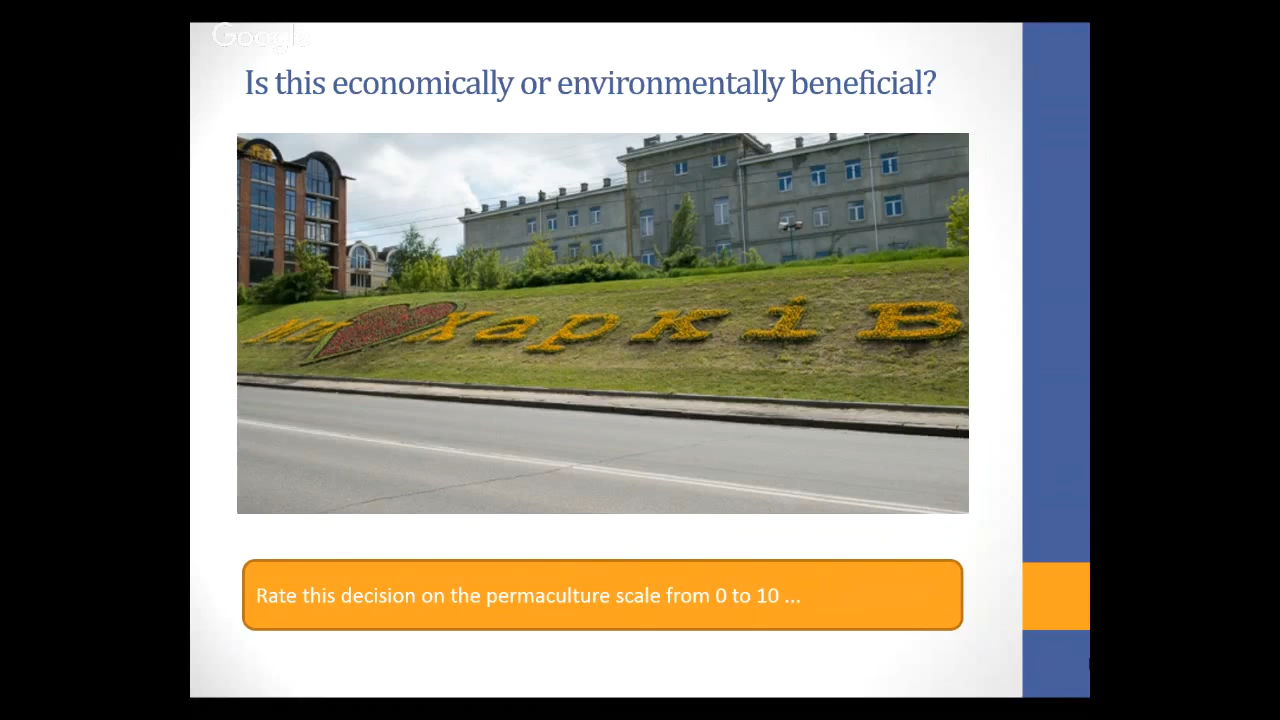 Google
Is this economically or environmentally beneficial?
Ми Харків
Rate this decision on the permaculture scale from 0 to 10 ...